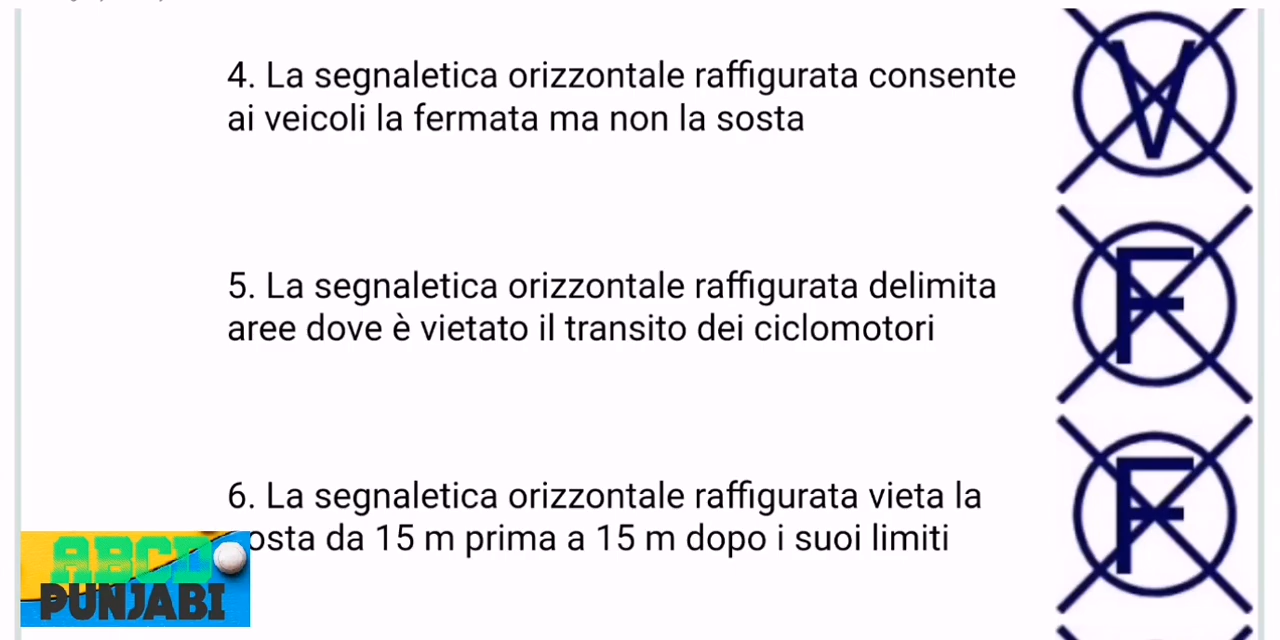 4. La segnaletica orizzontale raffigurata consente
ai veicoli la fermata ma non la sosta
V
5. La segnaletica orizzontale raffigurata delimita
aree dove è vietato il transito dei ciclomotori
F
6. La segnaletica orizzontale raffigurata vieta la
osta da 15 m prima a 15 m dopo i suoi limiti
F
ABCD
PUNJABI